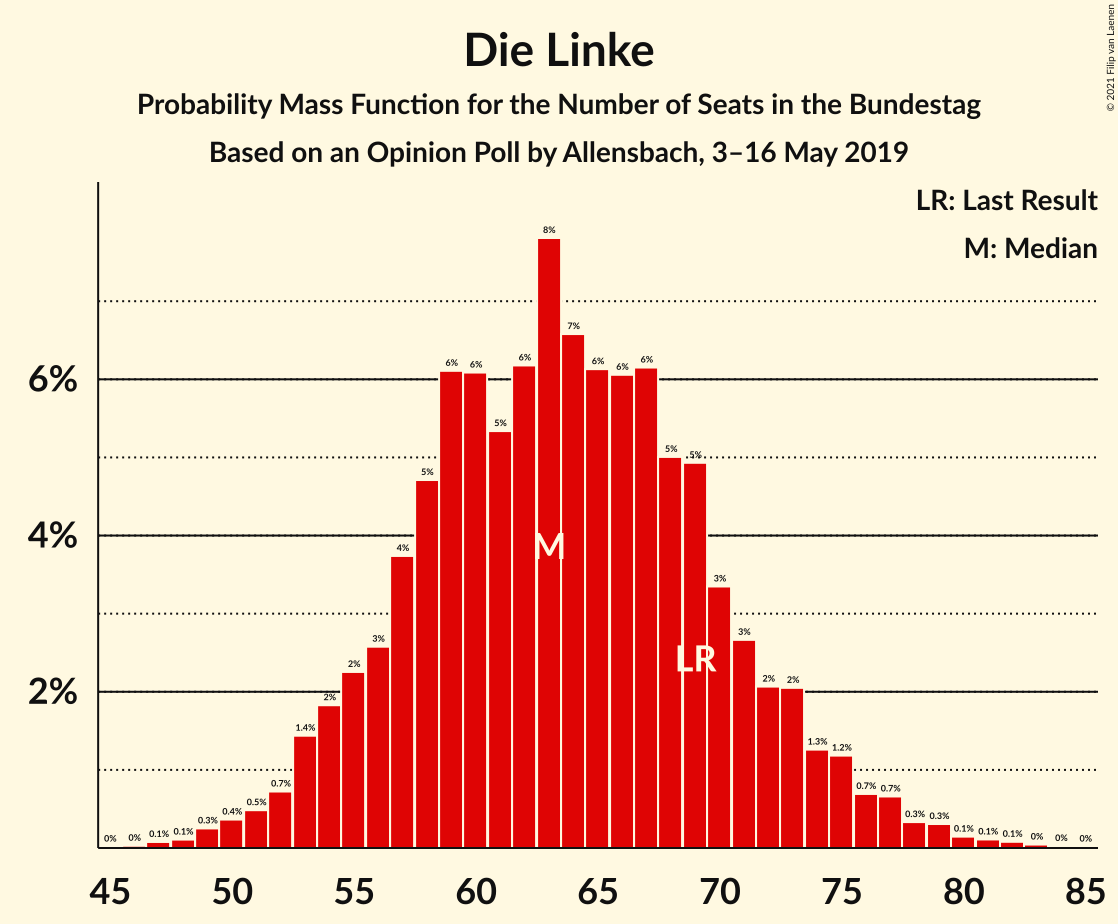 Die Linke
Probability Mass Function for the Number of Seats in the Bundestag
Based on an Opinion Poll by Allensbach, 3–16 May 2019
© 2021 Filip van Laenen
LR: Last Result
M: Median
6%
4%
2%
0% 0% 0.1% 0.1% 0.3% 0.4% 0.5% 0.7% 1.4% 2% 2% 3% 4% 5% 6% 6% 5% 6% 8% 7% 6% 6% 6% 5% 5% 3% 3% 2% 2% 1.3% 1.2% 0.7% 0.7% 0.3% 0.3% 0.1% 0.1% 0.1% 0% 0% 0%
M
LR
45 50 55 60 65 70 75 80 85